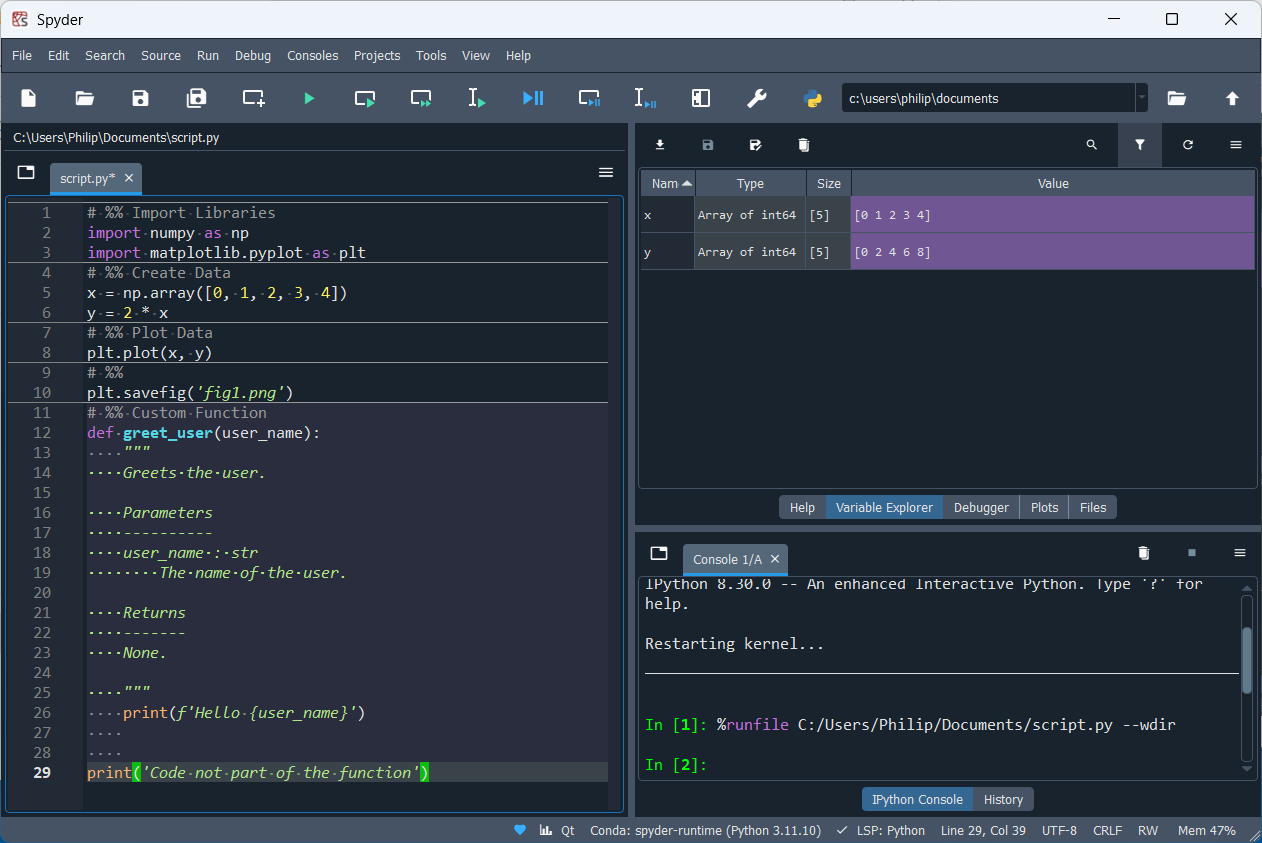 Spyder
File Edit Search Source Run Debug Consoles Projects Tools View Help
c:\users\philip\documents
C:\Users\Philip\Documents\script.py
script.py*
1 # %% Import Libraries
2 import numpy as np
3 import matplotlib.pyplot as plt
4 # %% Create Data
5 x = np.array([0, 1, 2, 3, 4])
6 y = 2 * x
7 # %% Plot Data
8 plt.plot(x, y)
9 # %%
10 plt.savefig('fig1.png')
11 # %% Custom Function
12 def greet_user(user_name):
13     """
14     Greets the user.
15
16     Parameters
17     ----------
18     user_name : str
19         The name of the user.
20
21     Returns
22     -------
23     None.
24
25     """
26     print(f'Hello {user_name}')
27
28
29 print('Code not part of the function')
Nam Type Size Value
x Array of int64 [5] [0 1 2 3 4]
y Array of int64 [5] [0 2 4 6 8]
Help Variable Explorer Debugger Plots Files
Console 1/A
IPython 8.30.0 -- An enhanced Interactive Python. Type '?' for
help.
Restarting kernel...
In [1]: %runfile C:/Users/Philip/Documents/script.py --wdir
In [2]:
IPython Console History
Qt Conda: spyder-runtime (Python 3.11.10) LSP: Python Line 29, Col 39 UTF-8 CRLF RW Mem 47%